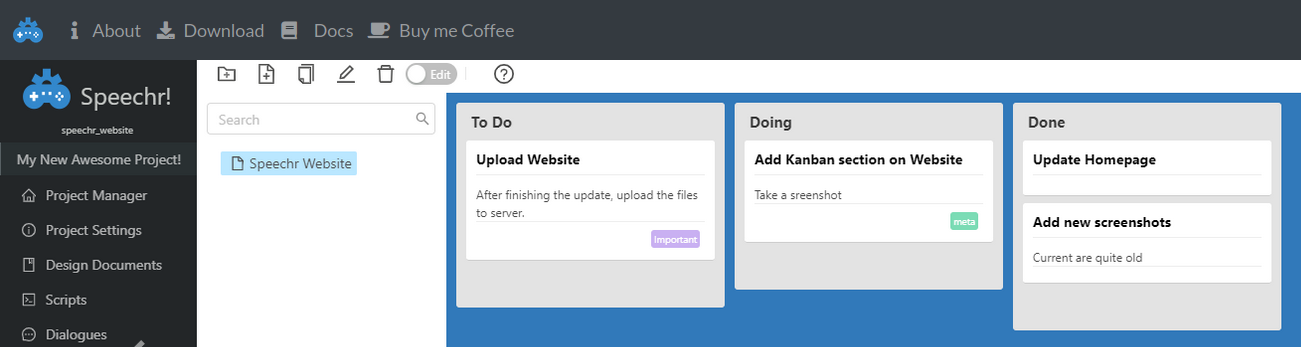 About Download Docs Buy me Coffee
Speechr!
speechr_website
My New Awesome Project!
Project Manager
Project Settings
Design Documents
Scripts
Dialogues
Edit
Search
Speechr Website
To Do
Upload Website
After finishing the update, upload the files
to server.
Important
Doing
Add Kanban section on Website
Take a sreenshot
meta
Done
Update Homepage
Add new screenshots
Current are quite old